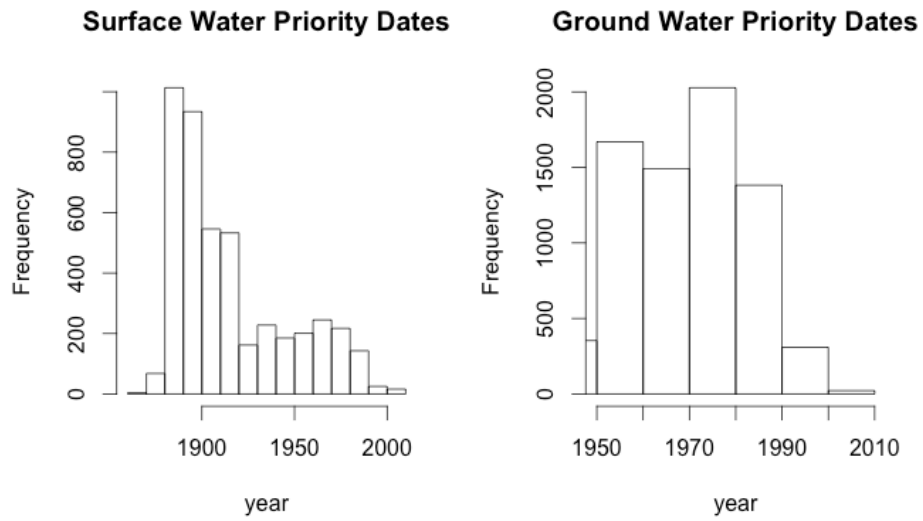 Surface Water Priority Dates
Frequency
0
200
400
600
800
1900
1950
2000
year
Ground Water Priority Dates
Frequency
0
500
1000
1500
2000
1950
1970
1990
2010
year